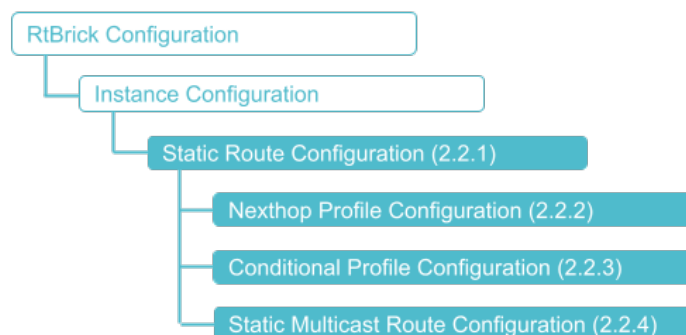 RtBrick Configuration
Instance Configuration
Static Route Configuration (2.2.1)
Nexthop Profile Configuration (2.2.2)
Conditional Profile Configuration (2.2.3)
Static Multicast Route Configuration (2.2.4)